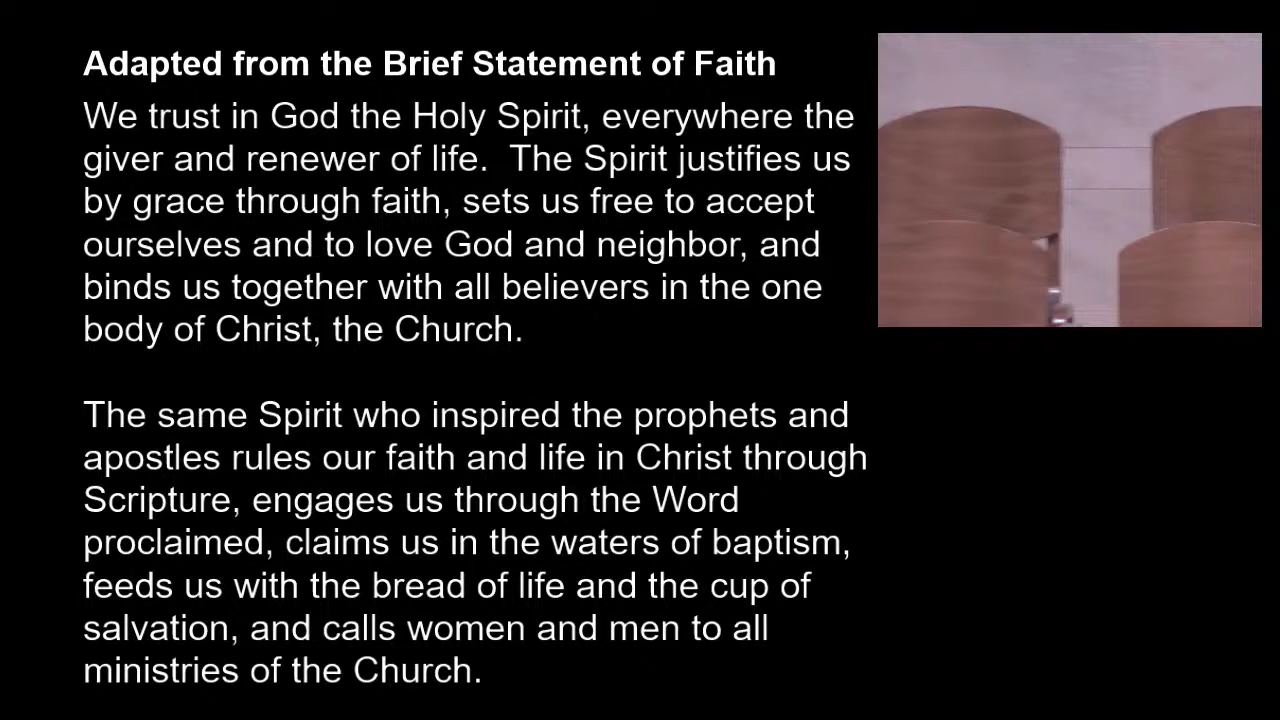 Adapted from the Brief Statement of Faith
We trust in God the Holy Spirit, everywhere the
giver and renewer of life.  The Spirit justifies us
by grace through faith, sets us free to accept
ourselves and to love God and neighbor, and
binds us together with all believers in the one
body of Christ, the Church.
The same Spirit who inspired the prophets and
apostles rules our faith and life in Christ through
Scripture, engages us through the Word
proclaimed, claims us in the waters of baptism,
feeds us with the bread of life and the cup of
salvation, and calls women and men to all
ministries of the Church.